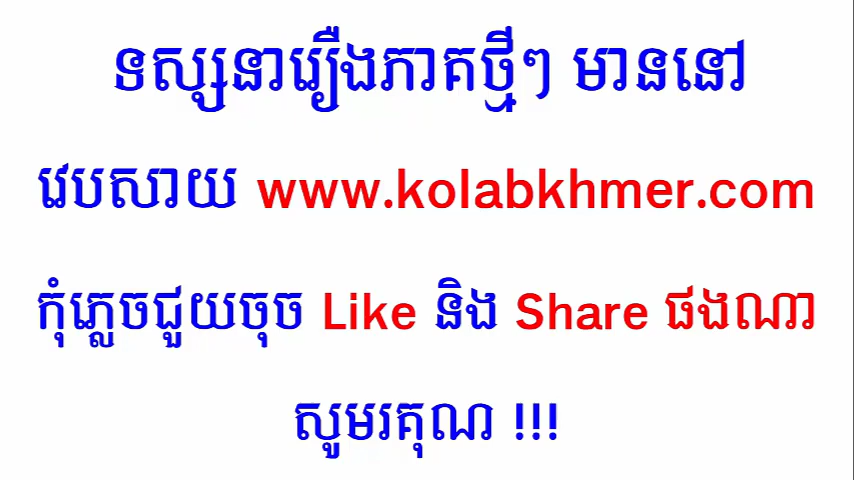 ទស្សនារឿងភាគថ្មីៗ មាននៅ
វេបសាយ www.kolabkhmer.com
កុំភ្លេចជួយចុច Like និង Share ផងណា
សូមរគុណ !!!